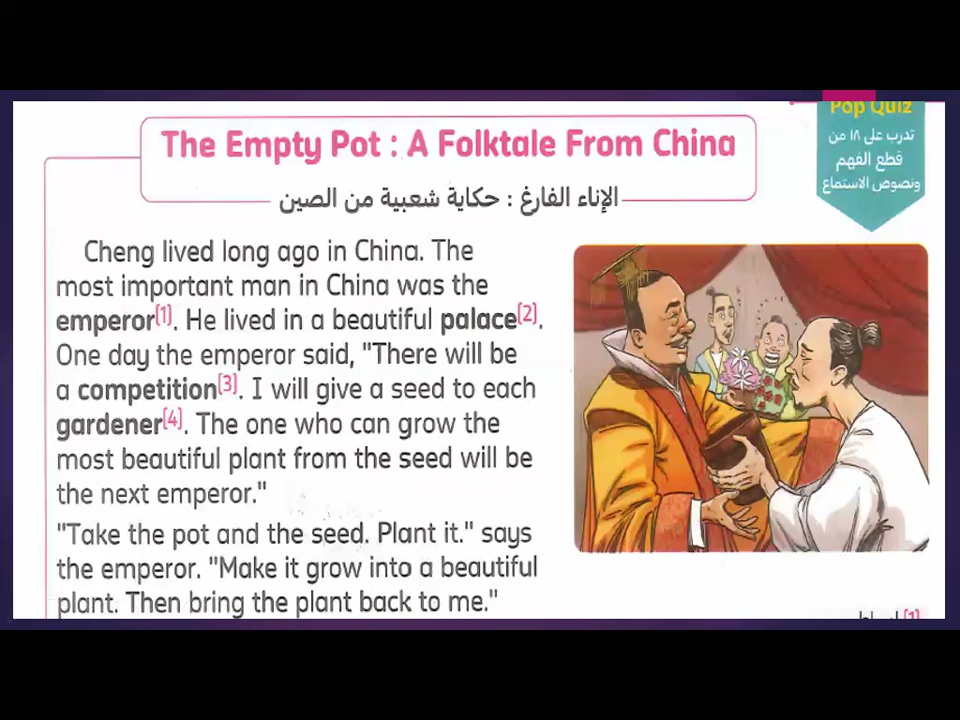 Pop Quiz
تدرب على ١٨ من
قطع الفهم
ونصوص الاستماع
The Empty Pot : A Folktale From China
الإناء الفارغ : حكاية شعبية من الصين
Cheng lived long ago in China. The
most important man in China was the
emperor[1]. He lived in a beautiful palace[2].
One day the emperor said, "There will be
a competition[3]. I will give a seed to each
gardener[4]. The one who can grow the
most beautiful plant from the seed will be
the next emperor."
"Take the pot and the seed. Plant it." says
the emperor. "Make it grow into a beautiful
plant. Then bring the plant back to me."
[1]